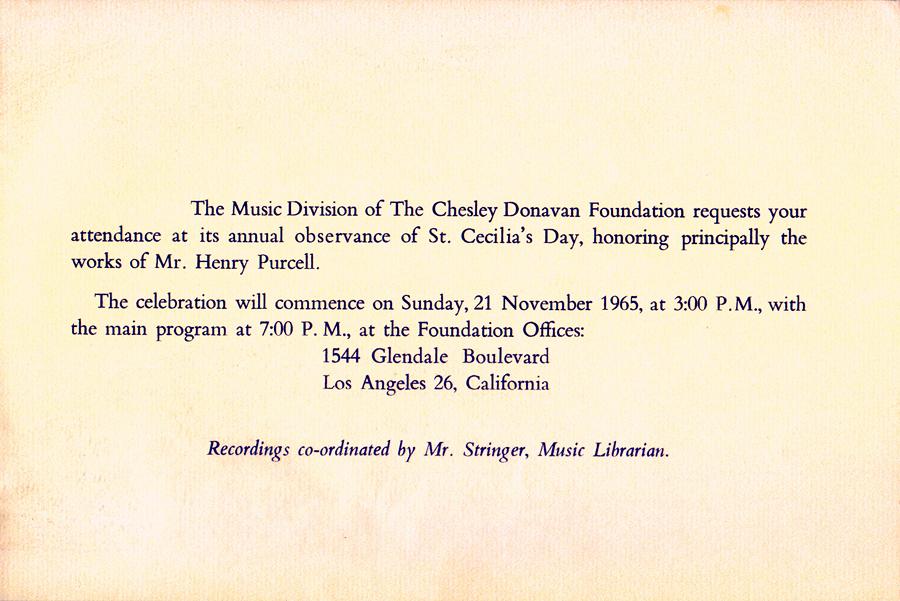 The Music Division of The Chesley Donavan Foundation requests your
attendance at its annual observance of St. Cecilia's Day, honoring principally the
works of Mr. Henry Purcell.
The celebration will commence on Sunday, 21 November 1965, at 3:00 P.M., with
the main program at 7:00 P. M., at the Foundation Offices:
1544 Glendale Boulevard
Los Angeles 26, California
Recordings co-ordinated by Mr. Stringer, Music Librarian.